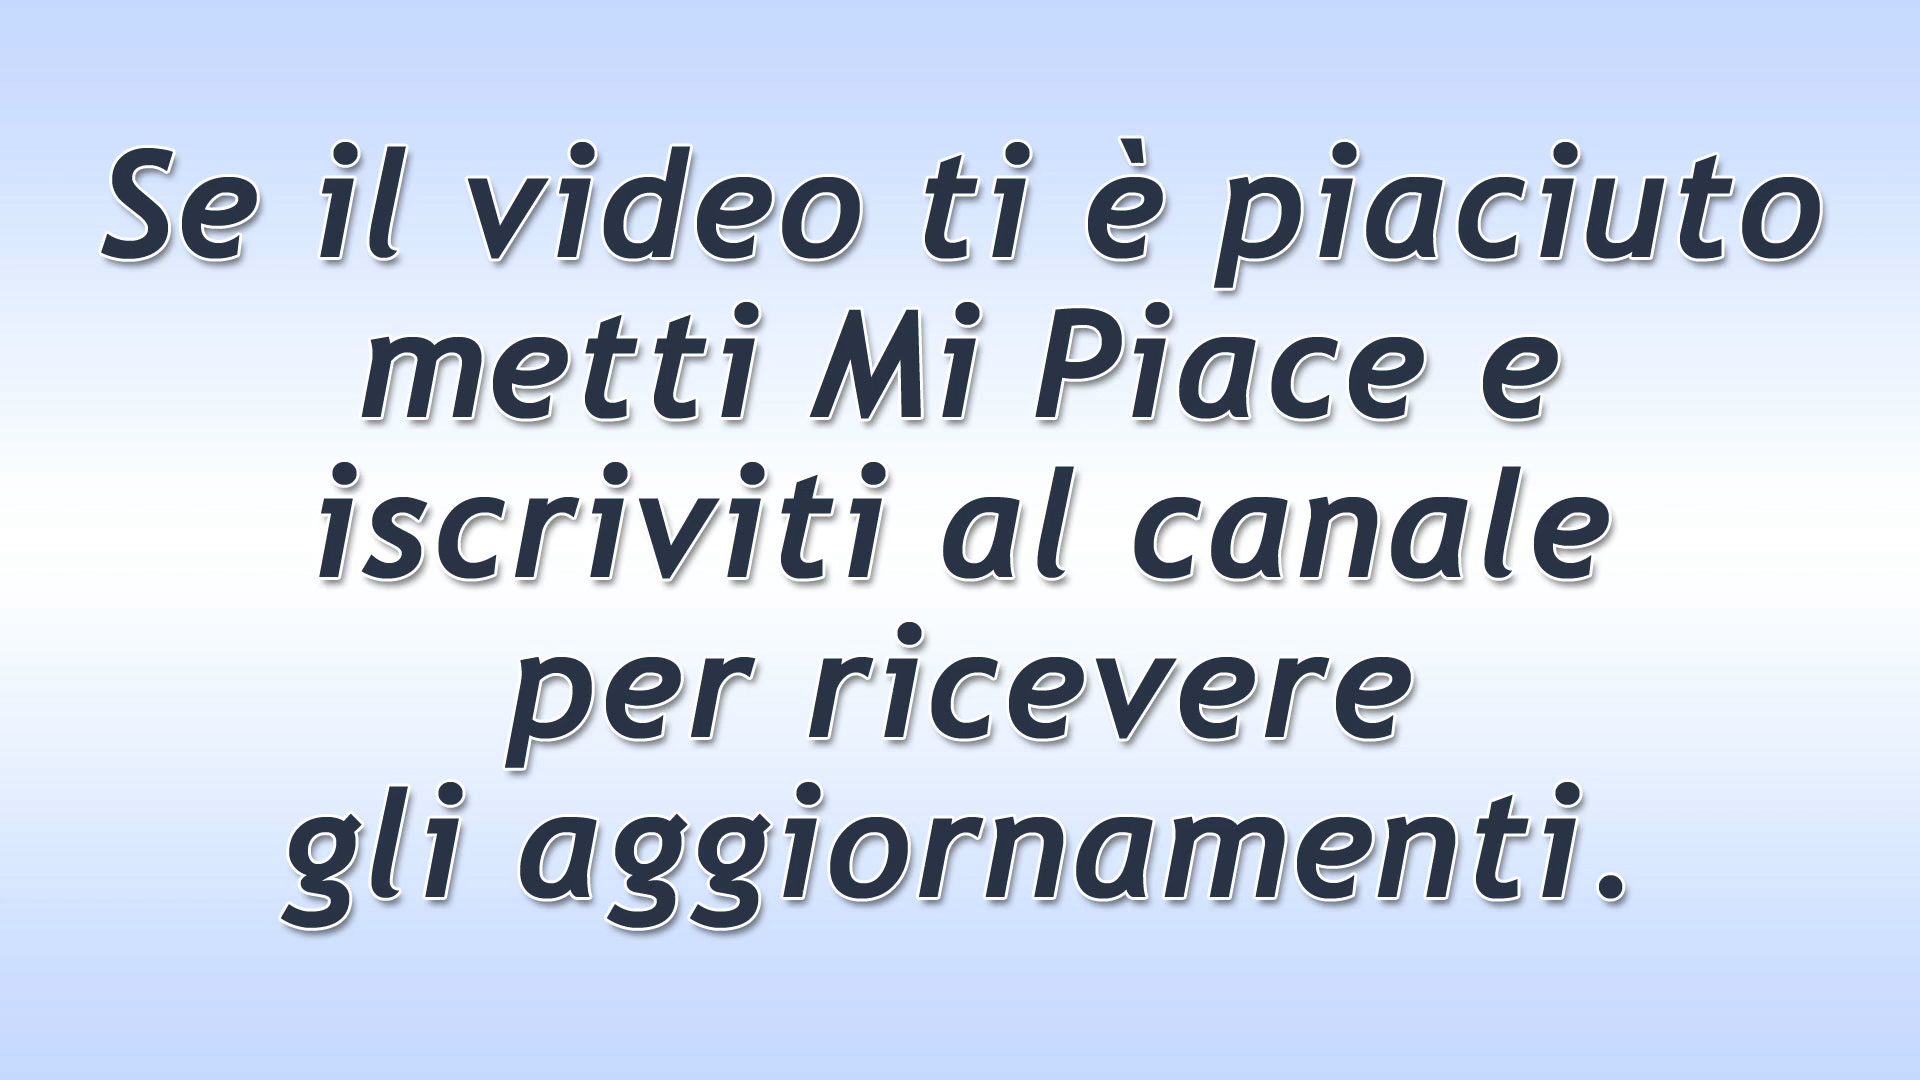 Se il video ti è piaciuto
metti Mi Piace e
iscriviti al canale
per ricevere
gli aggiornamenti.